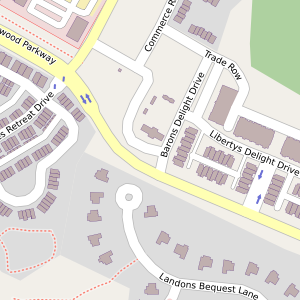 wood Parkway
Commerce R
Trade Row
s Retreat Drive
Barons Delight Drive
Libertys Delight Drive
Landons Bequest Lane